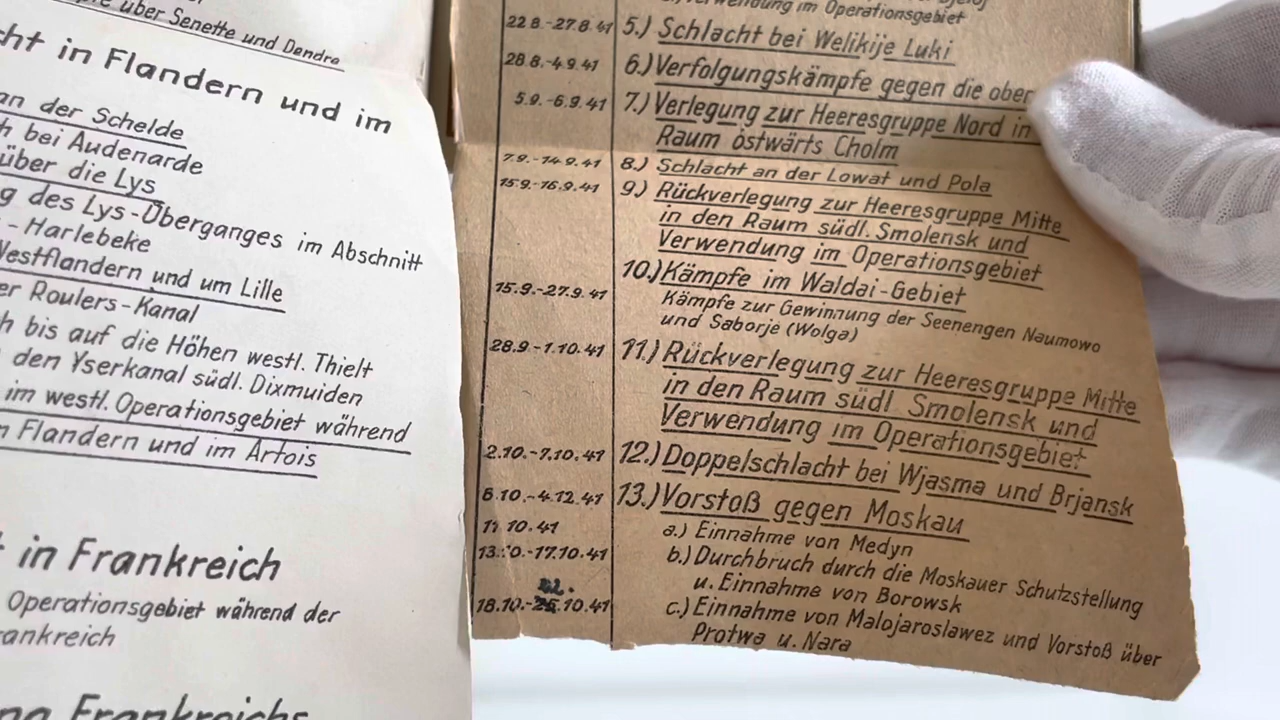 über Senette und Dendre
in Flandern und im
an der Schelde
bei Audenarde
über die Lys
des Lys-Überganges im Abschnitt
- Harlebeke
Westflandern und um Lille
Roulers-Kanal
bis auf die Höhen westl. Thielt
den Yserkanal südl. Dixmuiden
im westl. Operationsgebiet während
Flandern und im Artois
in Frankreich
Operationsgebiet während der
Frankreichs
im Operationsgebiet
22.8.-27.8.41 5.) Schlacht bei Welikije Luki
28.8.-4.9.41 6.) Verfolgungskämpfe gegen die ober
5.9.-6.9.41 7.) Verlegung zur Heeresgruppe Nord in
Raum ostwärts Cholm
7.9.-14.9.41 8.) Schlacht an der Lowat und Pola
15.9.-16.9.41 9.) Rückverlegung zur Heeresgruppe Mitte
in den Raum südl. Smolensk und
Verwendung im Operationsgebiet
10.) Kämpfe im Waldai-Gebiet
15.9.-27.9.41 Kämpfe zur Gewinnung der Seenengen Naumowo
und Saborje (Wolga)
28.9-1.10.41 11.) Rückverlegung zur Heeresgruppe Mitte
in den Raum südl. Smolensk und
Verwendung im Operationsgebiet
2.10.-7.10.41 12.) Doppelschlacht bei Wjasma und Brjansk
8.10.-4.12.41 13.) Vorstoß gegen Moskau
11.10.41 a.) Einnahme von Medyn
13.10.-17.10.41 b.) Durchbruch durch die Moskauer Schutzstellung
u. Einnahme von Borowsk
22.
18.10.-25.10.41 c.) Einnahme von Malojaroslawez und Vorstoß über
Protwa u. Nara